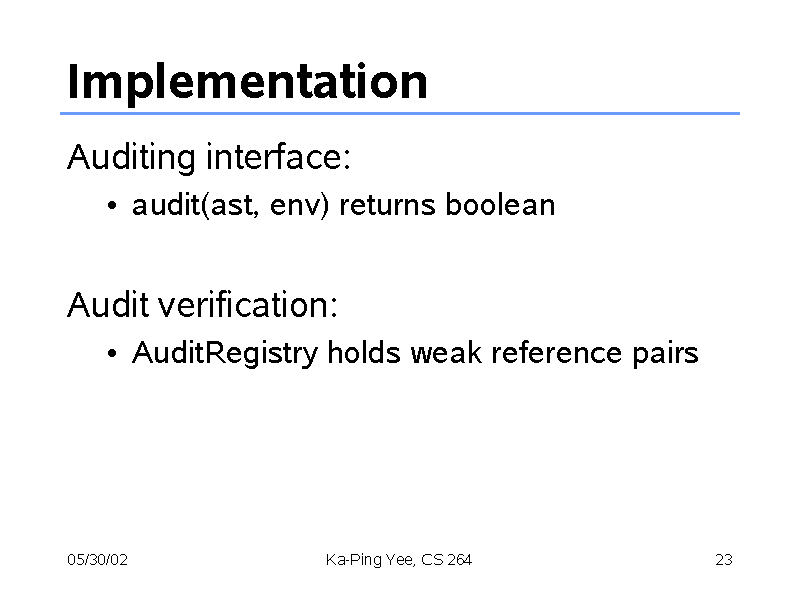 Implementation
Auditing interface:
• audit(ast, env) returns boolean
Audit verification:
• AuditRegistry holds weak reference pairs
05/30/02 Ka-Ping Yee, CS 264 23